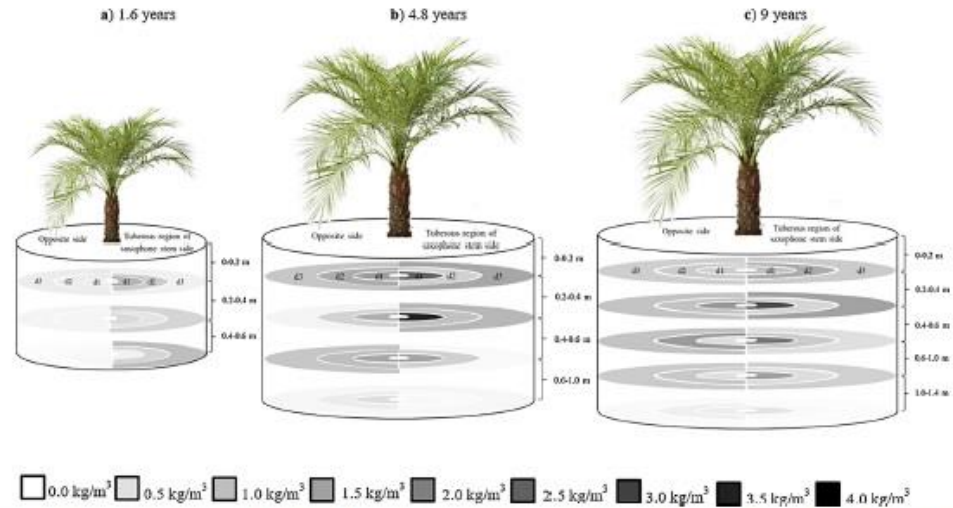 a) 1.6 years
b) 4.8 years
c) 9 years
Opposite side
Tuberous region of
saxophone stem side
d3 d2 d1 d1 d2 d3
0-0.2 m
0.2-0.4 m
0.4-0.6 m
Opposite side
Tuberous region of
saxophone stem side
d3 d2 d1 d1 d2 d3
0-0.2 m
0.2-0.4 m
0.4-0.6 m
0.6-1.0 m
Opposite side
Tuberous region of
saxophone stem side
d3 d2 d1 d1 d2 d3
0-0.2 m
0.2-0.4 m
0.4-0.6 m
0.6-1.0 m
1.0-1.4 m
0.0 kg/m³ 0.5 kg/m³ 1.0 kg/m³ 1.5 kg/m³ 2.0 kg/m³ 2.5 kg/m³ 3.0 kg/m³ 3.5 kg/m³ 4.0 kg/m³